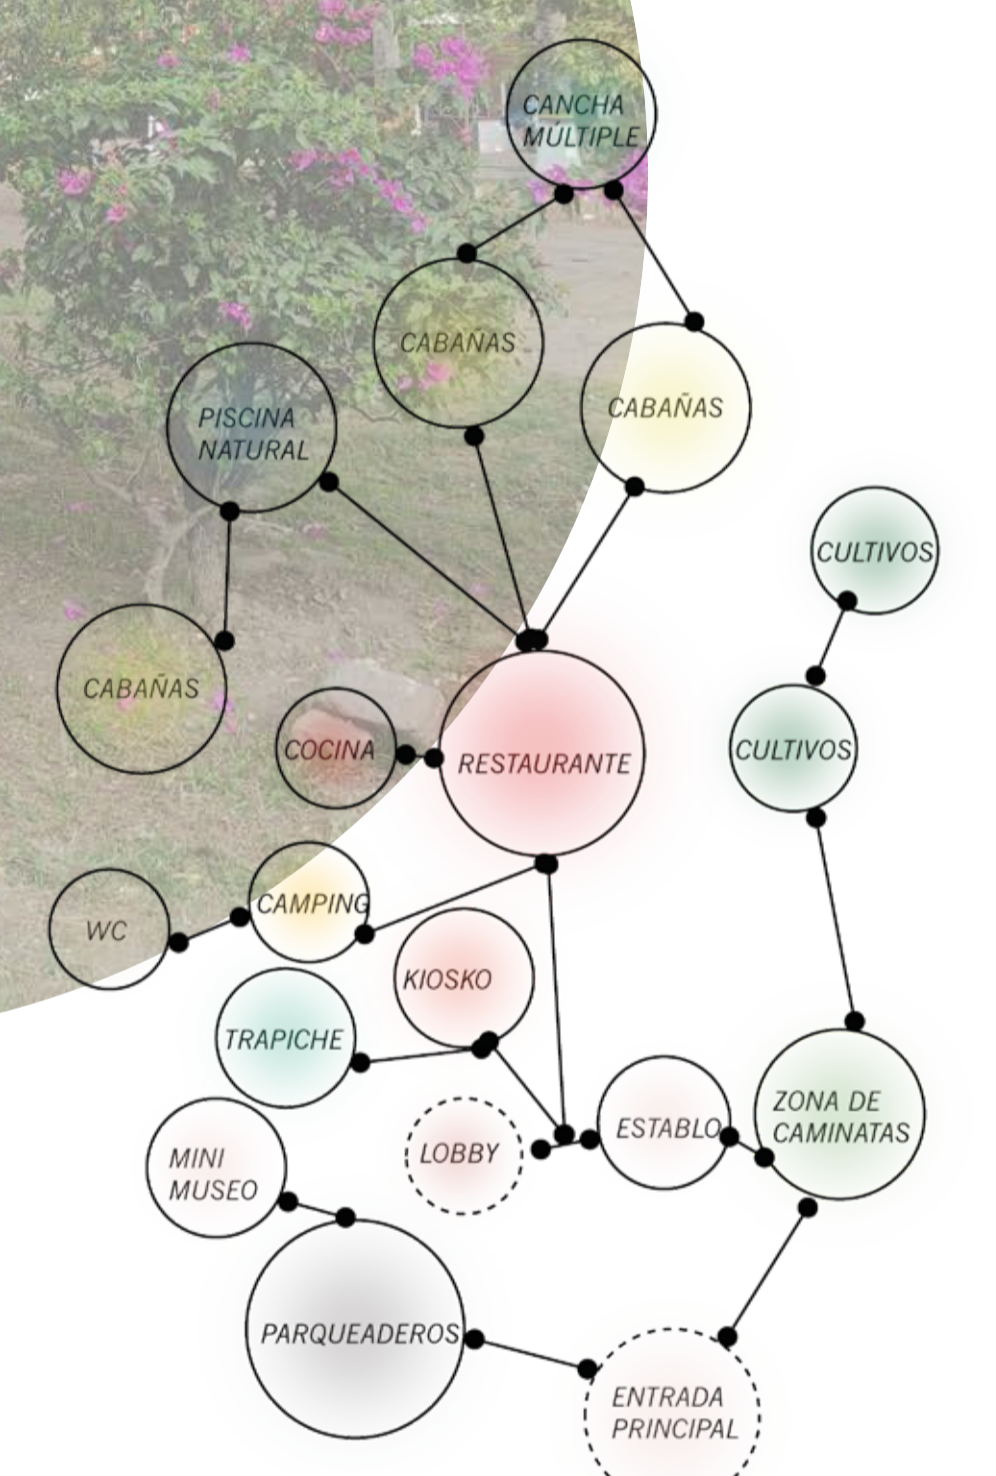 CANCHA
MÚLTIPLE
CABAÑAS
CABAÑAS
PISCINA
NATURAL
CULTIVOS
CABAÑAS
COCINA
RESTAURANTE
CULTIVOS
WC
CAMPING
KIOSKO
TRAPICHE
LOBBY
ESTABLO
ZONA DE
CAMINATAS
MINI
MUSEO
PARQUEADEROS
ENTRADA
PRINCIPAL